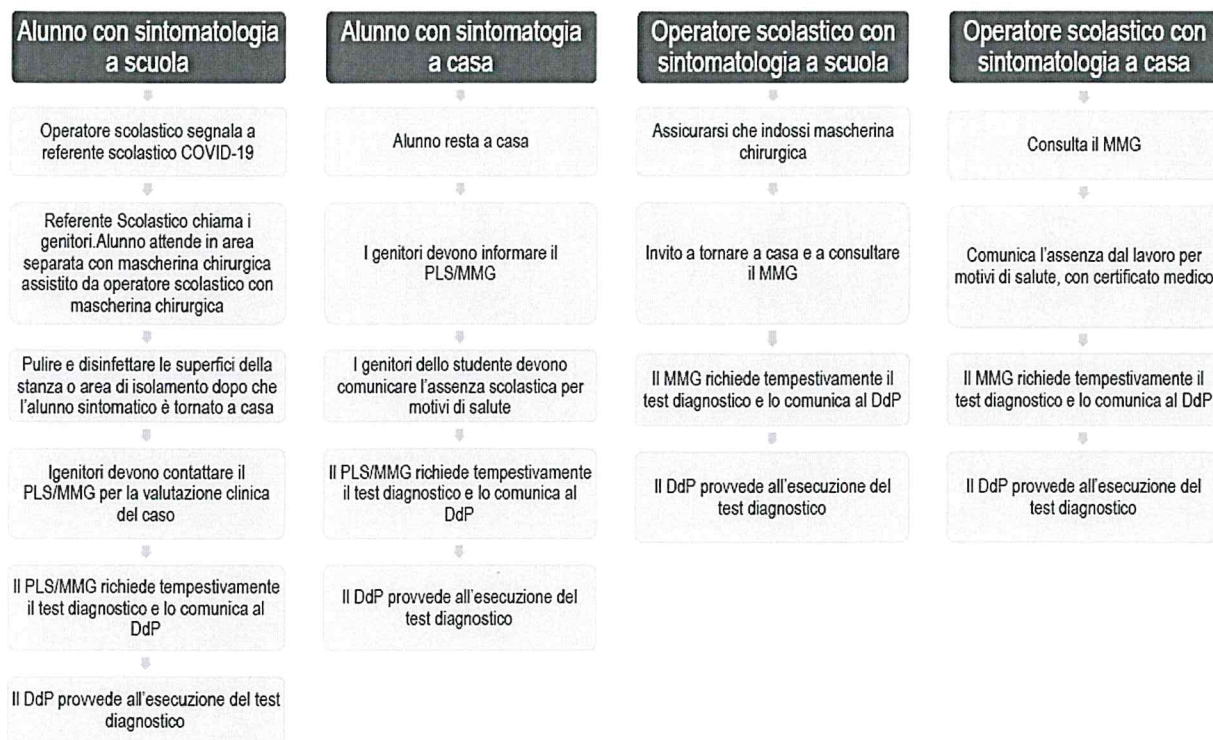 Alunno con sintomatologia
a scuola
Operatore scolastico segnala a
referente scolastico COVID-19
Referente Scolastico chiama i
genitori.Alunno attende in area
separata con mascherina chirurgica
assistito da operatore scolastico con
mascherina chirurgica
Pulire e disinfettare le superfici della
stanza o area di isolamento dopo che
l'alunno sintomatico è tornato a casa
Igenitori devono contattare il
PLS/MMG per la valutazione clinica
del caso
Il PLS/MMG richiede tempestivamente
il test diagnostico e lo comunica al
DdP
Il DdP provvede all'esecuzione del test
diagnostico
Alunno con sintomatogia
a casa
Alunno resta a casa
I genitori devono informare il
PLS/MMG
I genitori dello studente devono
comunicare l'assenza scolastica per
motivi di salute
Il PLS/MMG richiede tempestivamente
il test diagnostico e lo comunica al
DdP
Il DdP provvede all'esecuzione del
test diagnostico
Operatore scolastico con
sintomatologia a scuola
Assicurarsi che indossi mascherina
chirurgica
Invito a tornare a casa e a consultare
il MMG
Il MMG richiede tempestivamente il
test diagnostico e lo comunica al DdP
Il DdP provvede all'esecuzione del
test diagnostico
Operatore scolastico con
sintomatologia a casa
Consulta il MMG
Comunica l'assenza dal lavoro per
motivi di salute, con certificato medico
Il MMG richiede tempestivamente il
test diagnostico e lo comunica al DdP
Il DdP provvede all'esecuzione del
test diagnostico